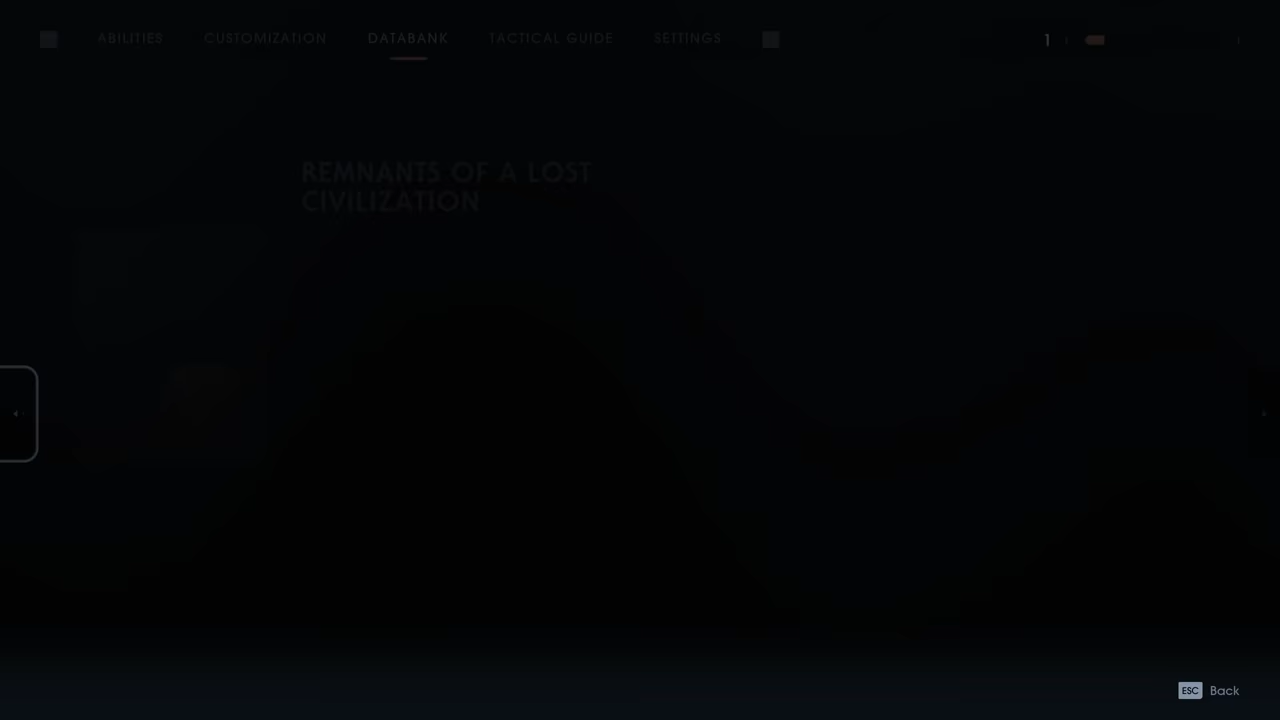 ABILITIES CUSTOMIZATION DATABANK TACTICAL GUIDE SETTINGS 1
REMNANTS OF A LOST
CIVILIZATION
ESC Back